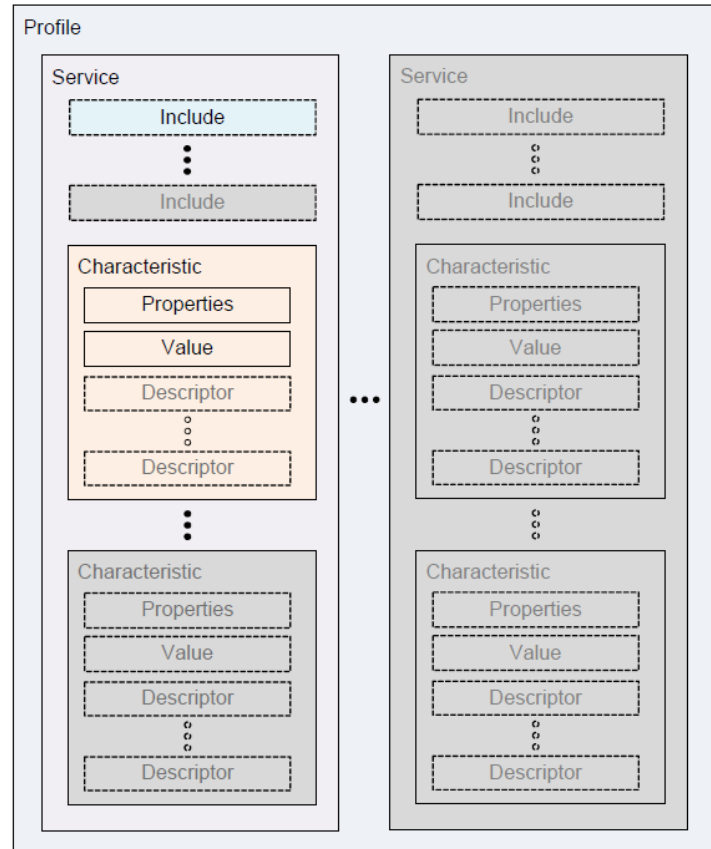 Profile
Service
Include
Include
Characteristic
Properties
Value
Descriptor
Descriptor
Characteristic
Properties
Value
Descriptor
Descriptor
Service
Include
Include
Characteristic
Properties
Value
Descriptor
Descriptor
Characteristic
Properties
Value
Descriptor
Descriptor